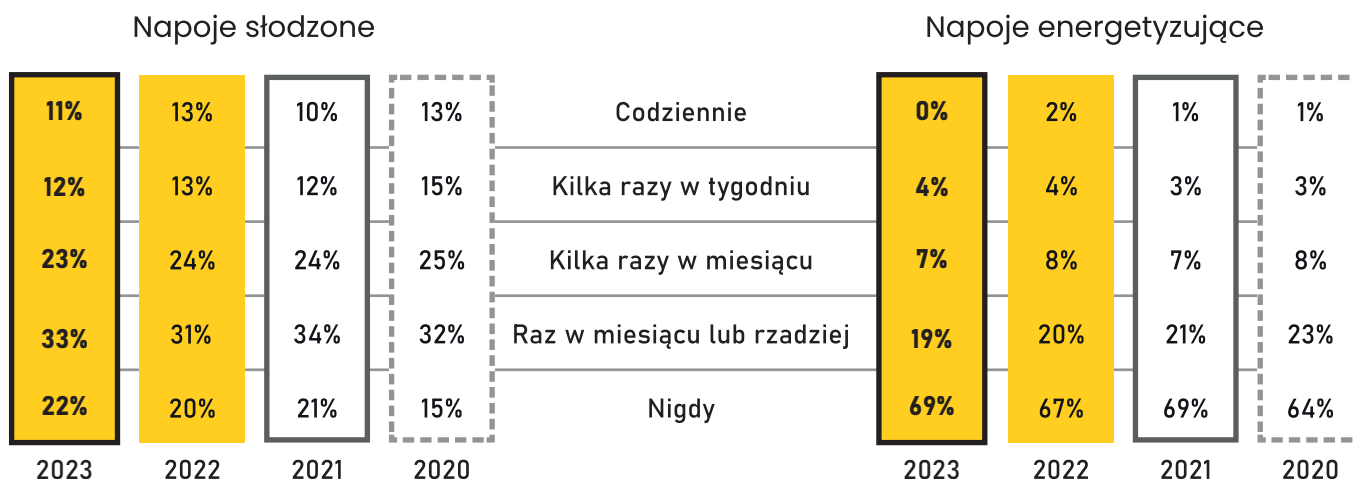 Napoje słodzone Napoje energetyzujące
11% 13% 10% 13% Codziennie 0% 2% 1% 1%
12% 13% 12% 15% Kilka razy w tygodniu 4% 4% 3% 3%
23% 24% 24% 25% Kilka razy w miesiącu 7% 8% 7% 8%
33% 31% 34% 32% Raz w miesiącu lub rzadziej 19% 20% 21% 23%
22% 20% 21% 15% Nigdy 69% 67% 69% 64%
2023 2022 2021 2020 2023 2022 2021 2020